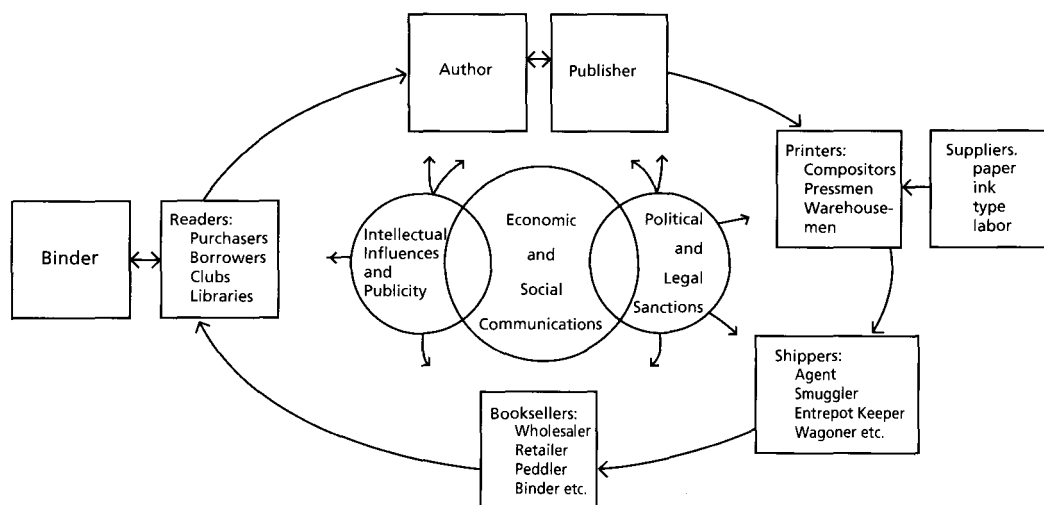 Author
Publisher
Printers:
Compositors
Pressmen
Warehouse-
men
Suppliers.
paper
ink
type
labor
Binder
Readers:
Purchasers
Borrowers
Clubs
Libraries
Intellectual
Influences
and
Publicity
Economic
and
Social
Communications
Political
and
Legal
Sanctions
Shippers:
Agent
Smuggler
Entrepot Keeper
Wagoner etc.
Booksellers:
Wholesaler
Retailer
Peddler
Binder etc.